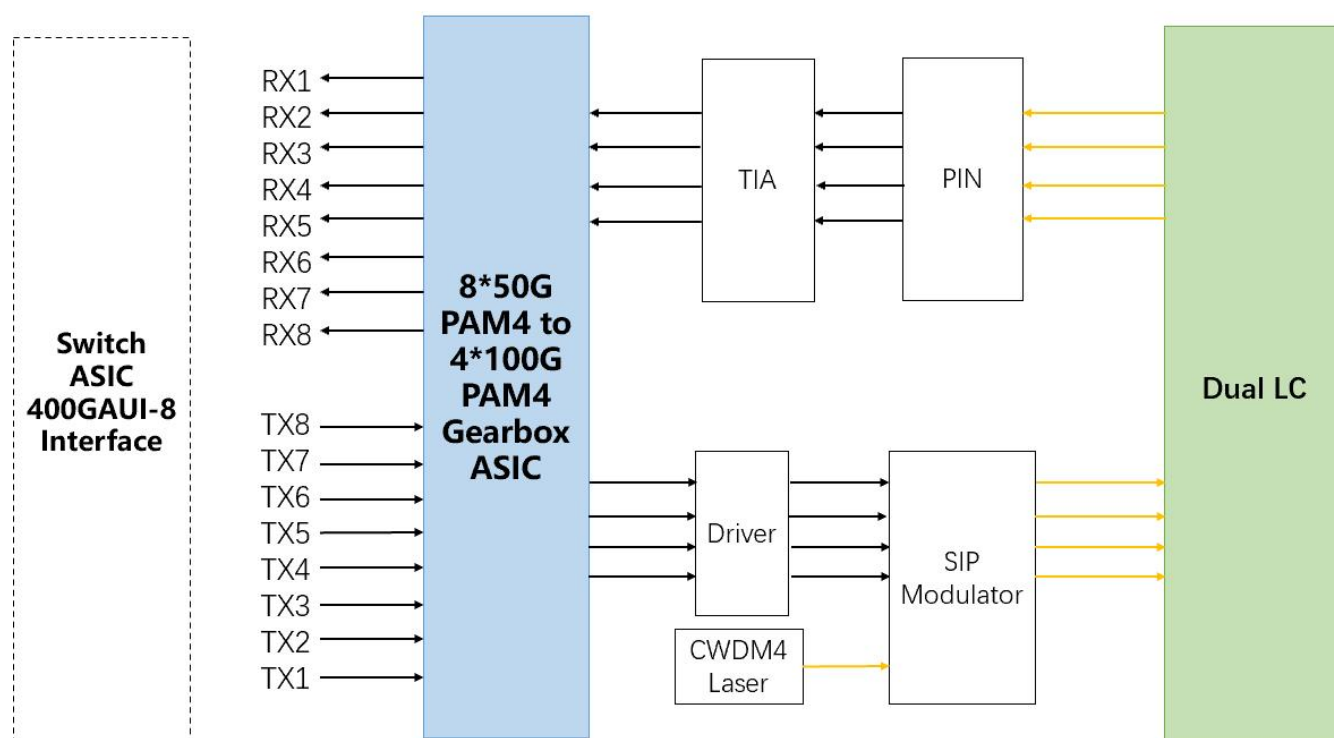 Switch
ASIC
400GAUI-8
Interface
RX1
RX2
RX3
RX4
RX5
RX6
RX7
RX8
TX8
TX7
TX6
TX5
TX4
TX3
TX2
TX1
8*50G
PAM4 to
4*100G
PAM4
Gearbox
ASIC
TIA
PIN
Driver
SIP
Modulator
CWDM4
Laser
Dual LC